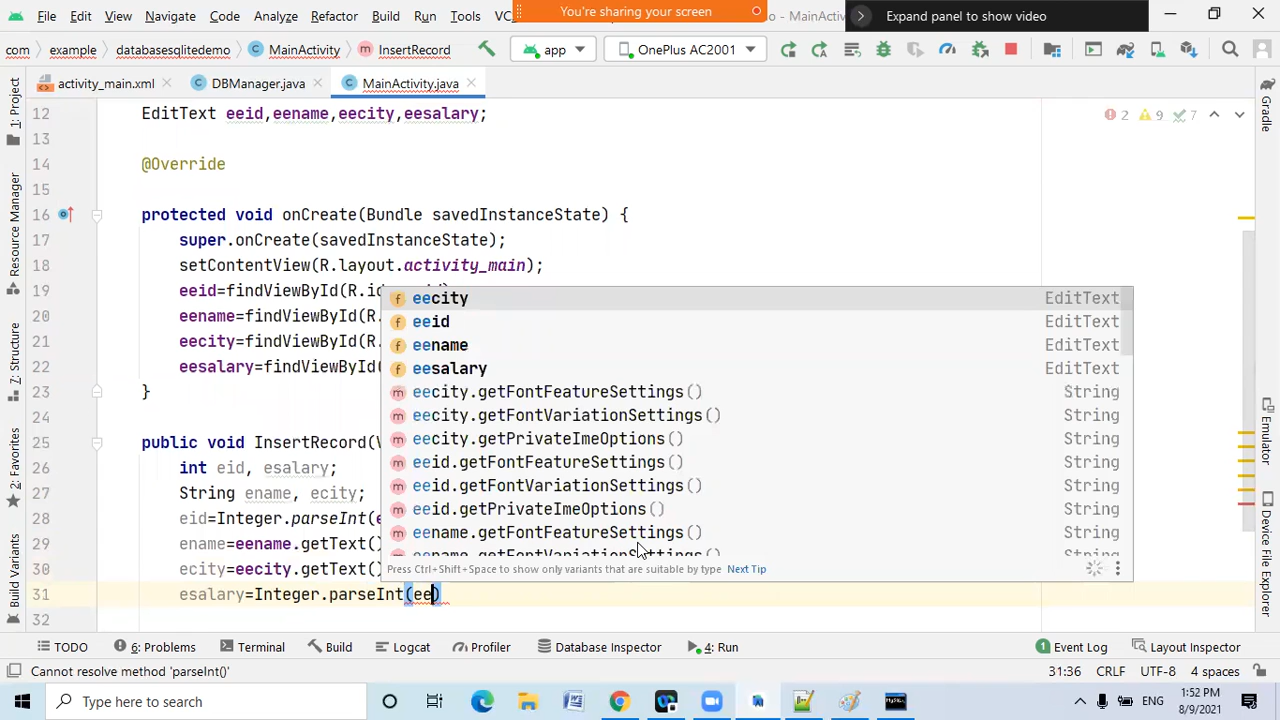 File Edit View Navigate Code Analyze Refactor Build Run Tools
You're sharing your screen
MainActivity
Expand panel to show video
com example databasesqlitedemo MainActivity InsertRecord app OnePlus AC2001
activity_main.xml DBManager.java MainActivity.java
12 EditText eeid,eename,eecity,eesalary; 2 9 7
13
14 @Override
15
16 protected void onCreate(Bundle savedInstanceState) {
17 super.onCreate(savedInstanceState);
18 setContentView(R.layout.activity_main);
19 eeid=findViewById(R.id
20 eename=findViewById(R.
21 eecity=findViewById(R.
22 eesalary=findViewById(
23 }
24
25 public void InsertRecord(
26 int eid, esalary;
27 String ename, ecity;
28 eid=Integer.parseInt(
29 ename=eename.getText()
30 ecity=eecity.getText()
31 esalary=Integer.parseInt(ee)
32
eecity EditText
eeid EditText
eename EditText
eesalary EditText
eecity.getFontFeatureSettings() String
eecity.getFontVariationSettings() String
eecity.getPrivateImeOptions() String
eeid.getFontFeatureSettings() String
eeid.getFontVariationSettings() String
eeid.getPrivateImeOptions() String
eename.getFontFeatureSettings() String
eename.getFontVariationSettings() String
Press Ctrl+Shift+Space to show only variants that are suitable by type Next Tip
1: Project
Resource Manager
7: Structure
2: Favorites
Build Variants
Gradle
Emulator
Device File Explorer
TODO 6: Problems Terminal Build Logcat Profiler Database Inspector 4: Run 1 Event Log Layout Inspector
Cannot resolve method 'parseInt()' 31:36 CRLF UTF-8 4 spaces
Type here to search ENG 1:52 PM
8/9/2021